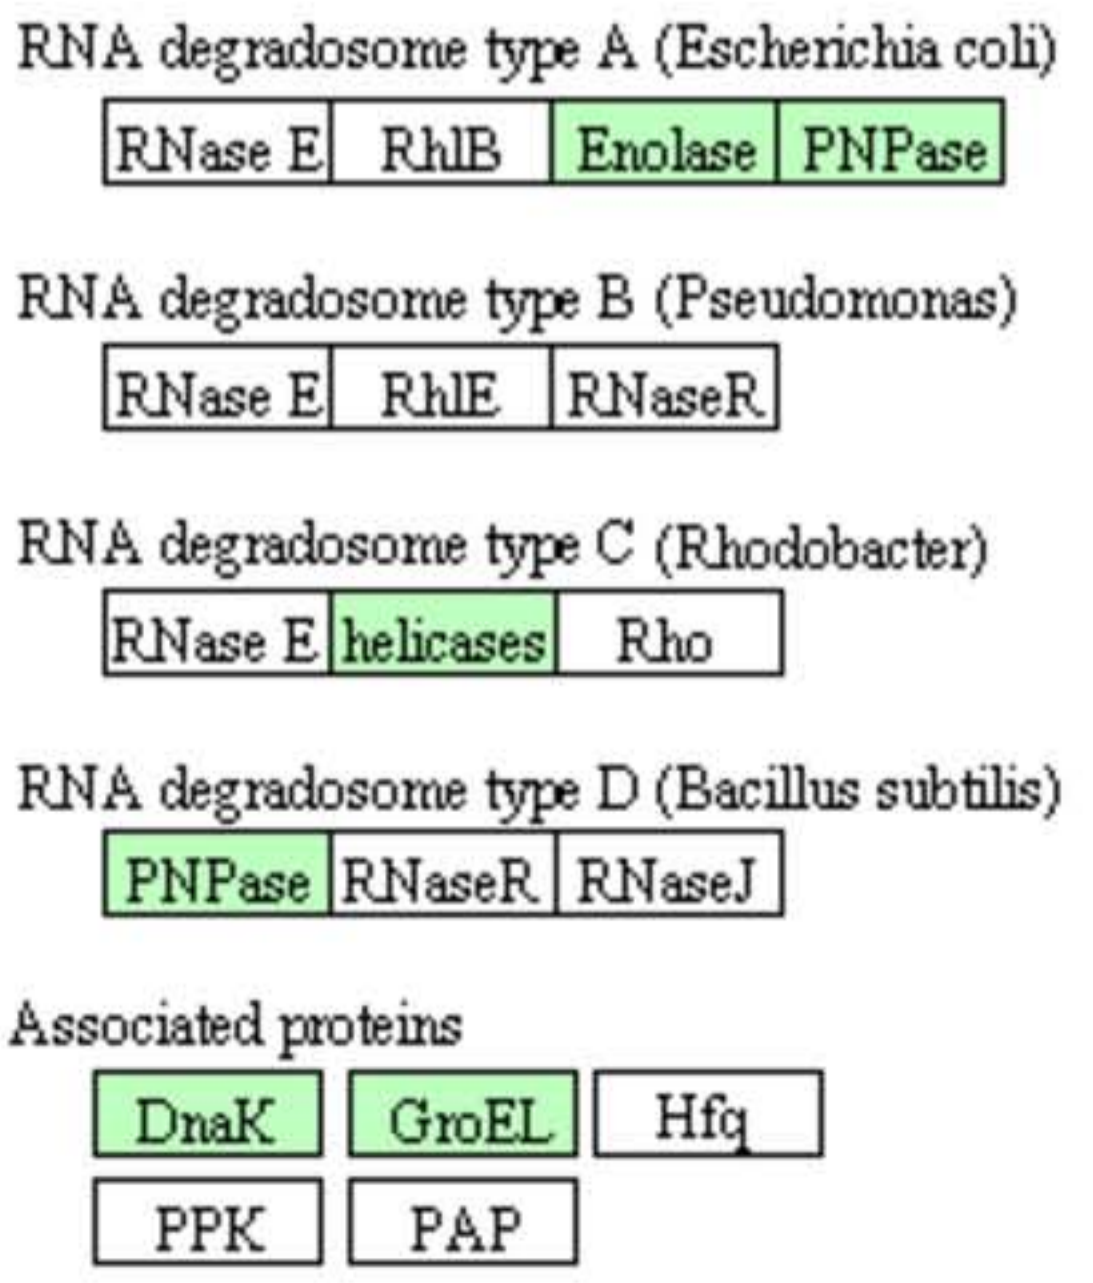 RNA degradosome type A (Escherichia coli)
RNase E RhlB Enolase PNPase
RNA degradosome type B (Pseudomonas)
RNase E RhlE RNaseR
RNA degradosome type C (Rhodobacter)
RNase E helicases Rho
RNA degradosome type D (Bacillus subtilis)
PNPase RNaseR RNaseJ
Associated proteins
DnaK GroEL Hfq
PPK PAP